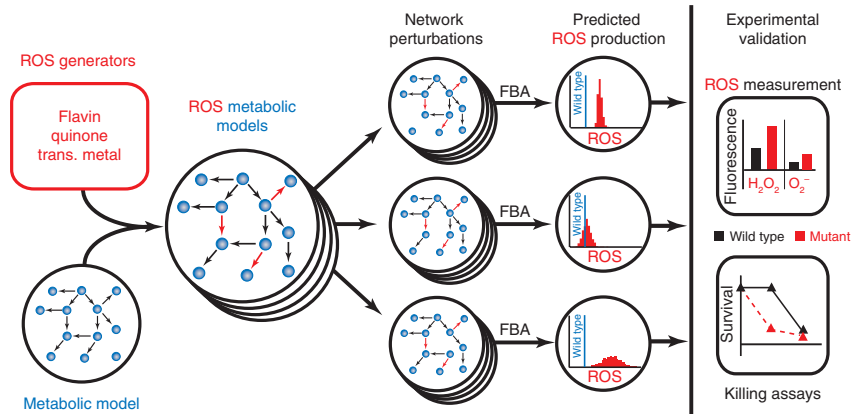 ROS generators
Flavin
quinone
trans. metal
Metabolic model
ROS metabolic
models
Network
perturbations
FBA
FBA
FBA
Predicted
ROS production
Wild type
ROS
Wild type
ROS
Wild type
ROS
Experimental
validation
ROS measurement
Fluorescence
H₂O₂ O₂⁻
Wild type Mutant
Survival
Killing assays